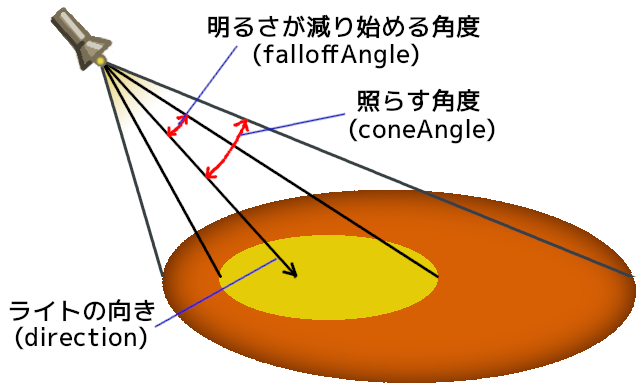 明るさが減り始める角度
(falloffAngle)
照らす角度
(coneAngle)
ライトの向き
(direction)